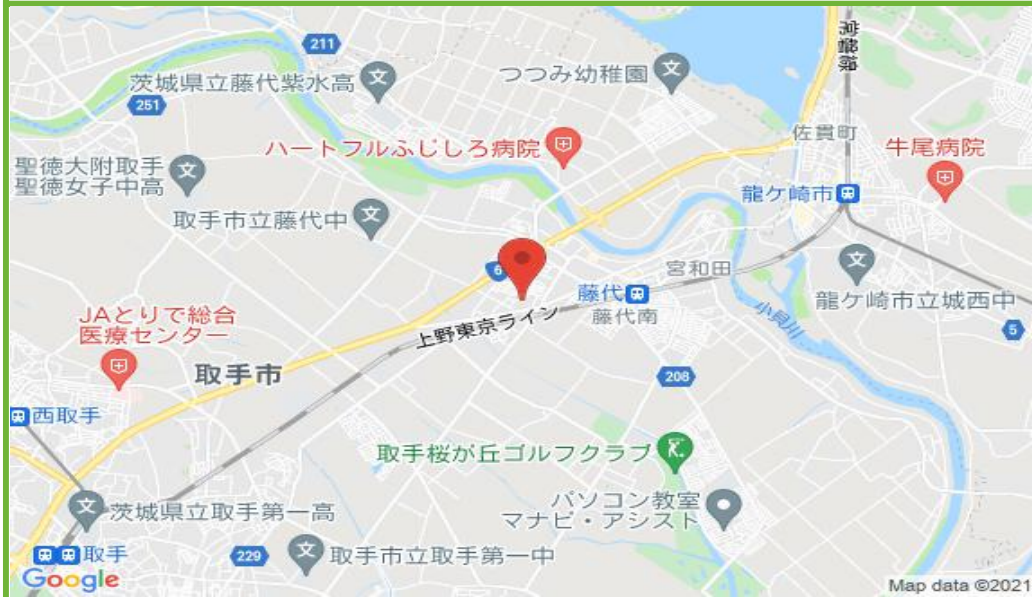 211
茨城県立藤代紫水高
つつみ幼稚園
常磐線
251
佐貫町
ハートフルふじしろ病院
牛尾病院
聖徳大附取手
聖徳女子中高
龍ケ崎市
取手市立藤代中
6
宮和田
藤代
龍ケ崎市立城西中
藤代南
上野東京ライン
小貝川
JAとりで総合
医療センター
5
取手市
208
西取手
取手桜が丘ゴルフクラブ
パソコン教室
マナビ・アシスト
茨城県立取手第一高
取手
229
取手市立取手第一中
Google
Map data ©2021